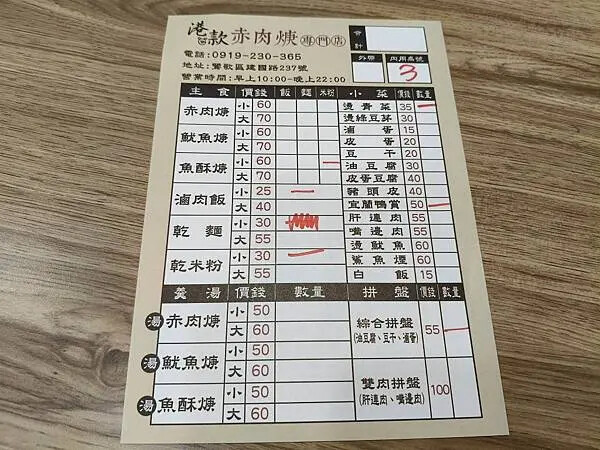 港款赤肉焿專門店
電話:0919-230-365
地址:鶯歌區建國路237號
營業時間:早上10:00-晚上22:00
合計
外帶 內用桌號
3
主食 價錢 飯 麵 米粉
赤肉焿 小 60
大 70
魷魚焿 小 60
大 70
魚酥焿 小 60
大 70
滷肉飯 小 25
大 40
乾麵 小 30
大 55
乾米粉 小 30
大 55
小菜 價錢 數量
燙青菜 35
燙綠豆芽 30
滷蛋 15
皮蛋 20
豆干 20
油豆腐 30
皮蛋豆腐 40
豬頭皮 40
宜蘭鴨賞 50
肝連肉 55
嘴邊肉 55
燙魷魚 60
鯊魚煙 60
白飯 15
羹湯 價錢 數量
湯 赤肉焿 小 50
大 60
湯 魷魚焿 小 50
大 60
湯 魚酥焿 小 50
大 60
拼盤 價錢 數量
綜合拼盤 55
(油豆腐、豆干、滷蛋)
雙肉拼盤 100
(肝連肉、嘴邊肉)